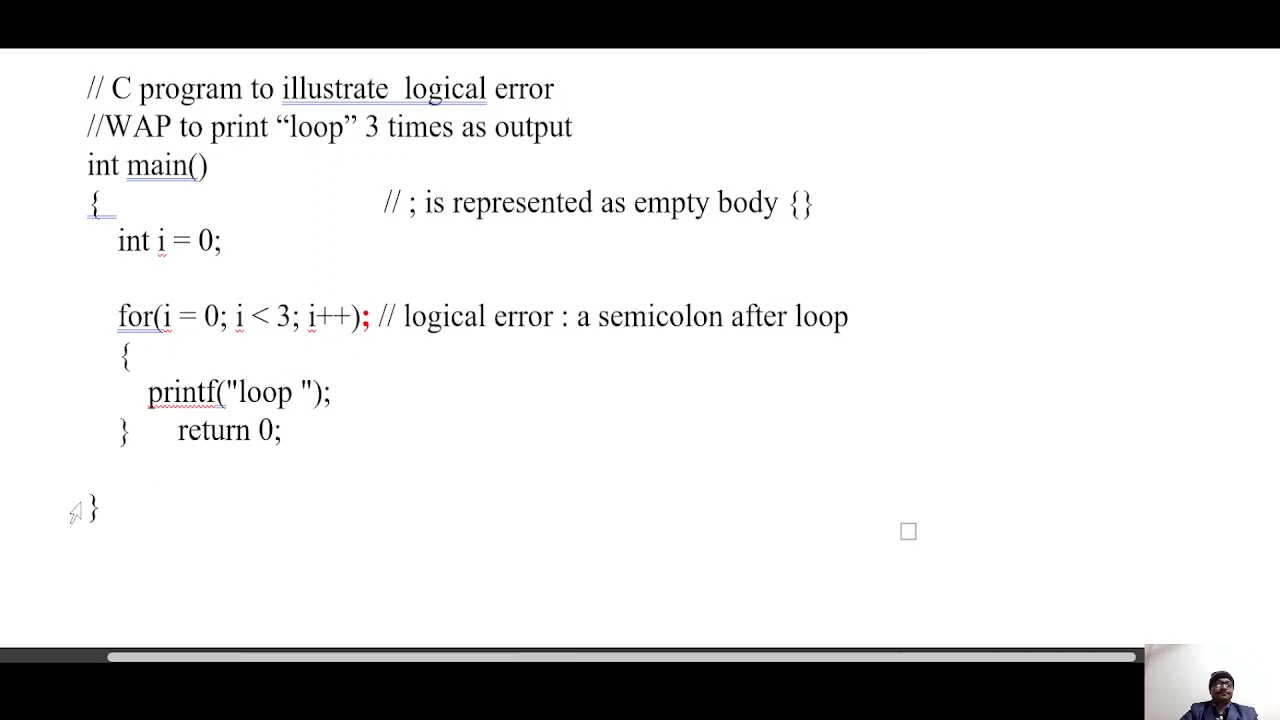 // C program to illustrate  logical error
//WAP to print “loop” 3 times as output
int main()
{ // ; is represented as empty body {}
int i = 0;
for(i = 0; i < 3; i++); // logical error : a semicolon after loop
{
printf("loop ");
} return 0;
}